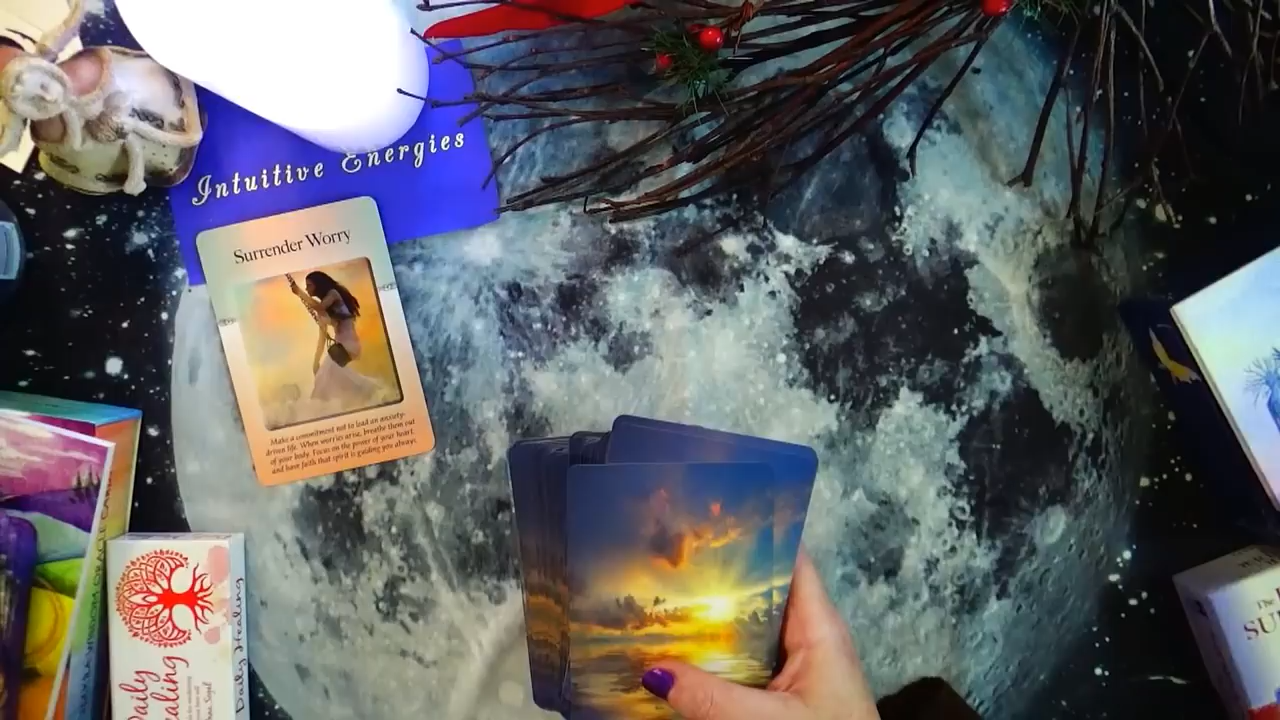 Intuitive Energies
Surrender Worry
Make a commitment not to lead an anxiety-
driven life. When worries arise, breathe them out
of your body. Focus on the power of your heart,
and have faith that spirit is guiding you always.
Daily
Healing
Daily Healing
The
SU